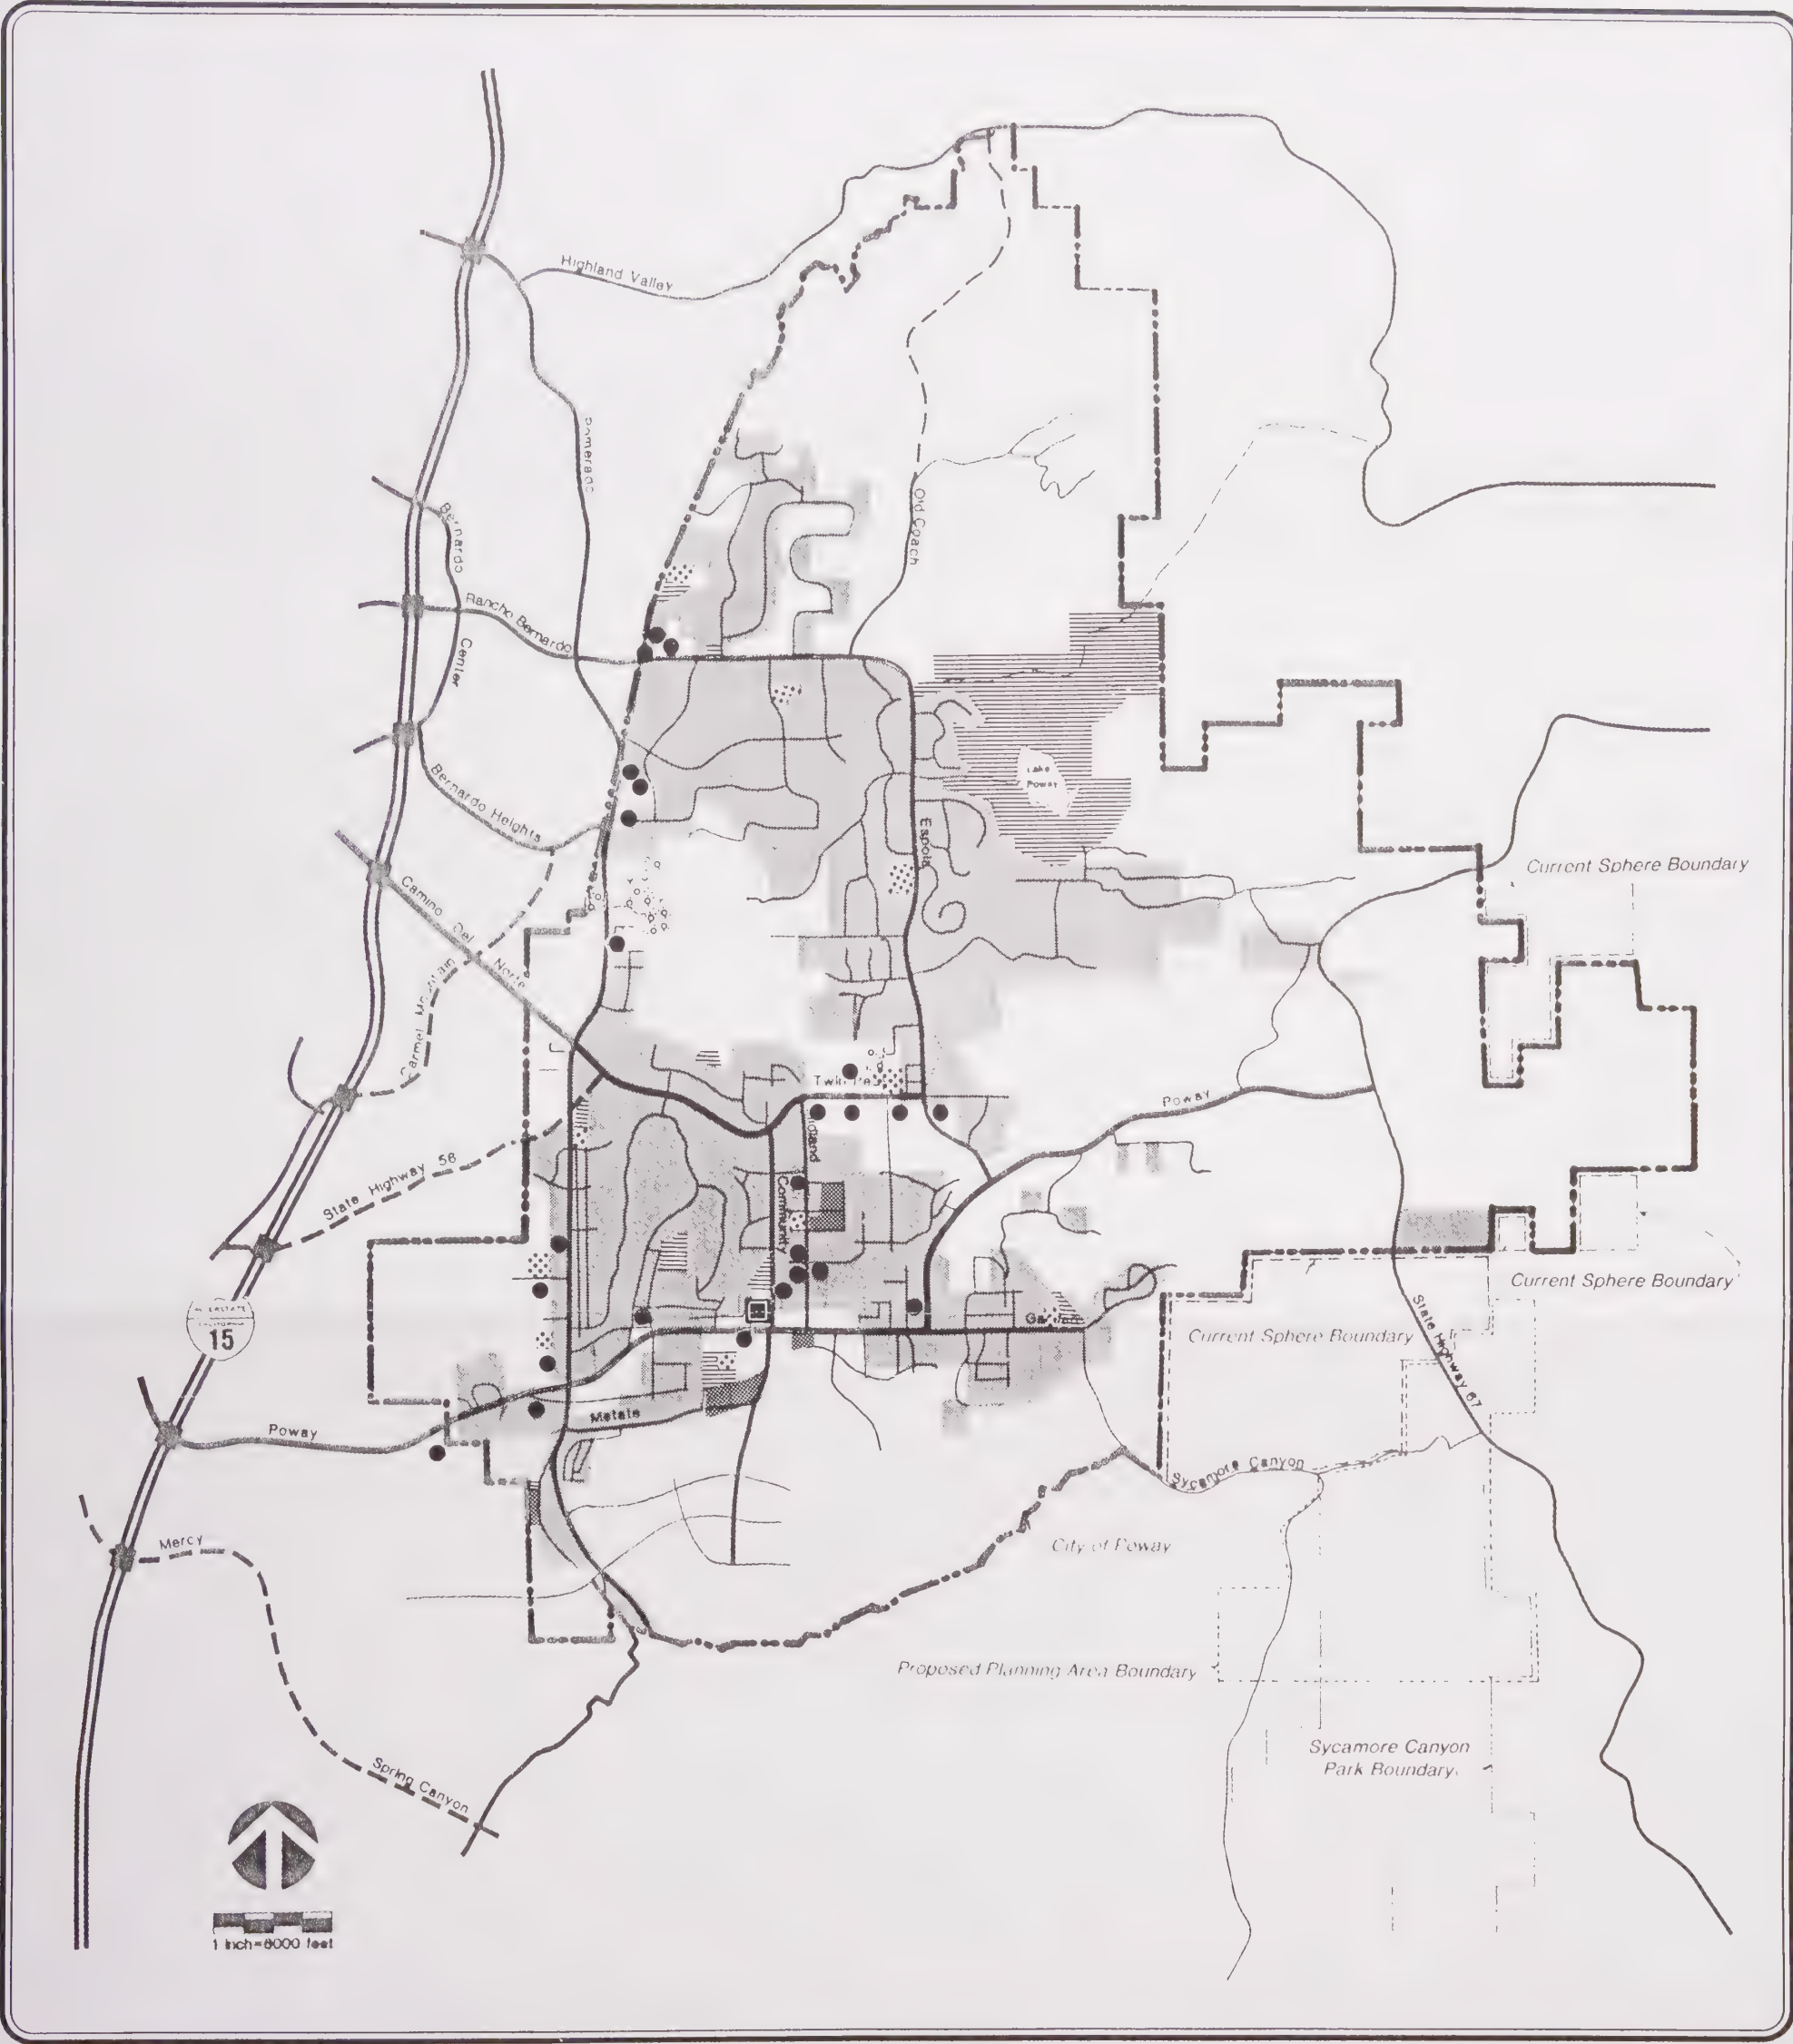 Highland Valley
Pomerado
Bernardo
Center
Old Coach
Rancho Bernardo
Lake
Poway
Bernardo Heights
Espola
Current Sphere Boundary
Camino Del Norte
Carmel Mountain
Poway
Midland
State Highway 56
Community
Current Sphere Boundary
INTERSTATE
CALIFORNIA
15
Current Sphere Boundary
State Highway 67
Metate
Poway
Sycamore Canyon
City of Poway
Mercy
Proposed Planning Area Boundary
Sycamore Canyon
Park Boundary
Spring Canyon
1 inch=8000 feet